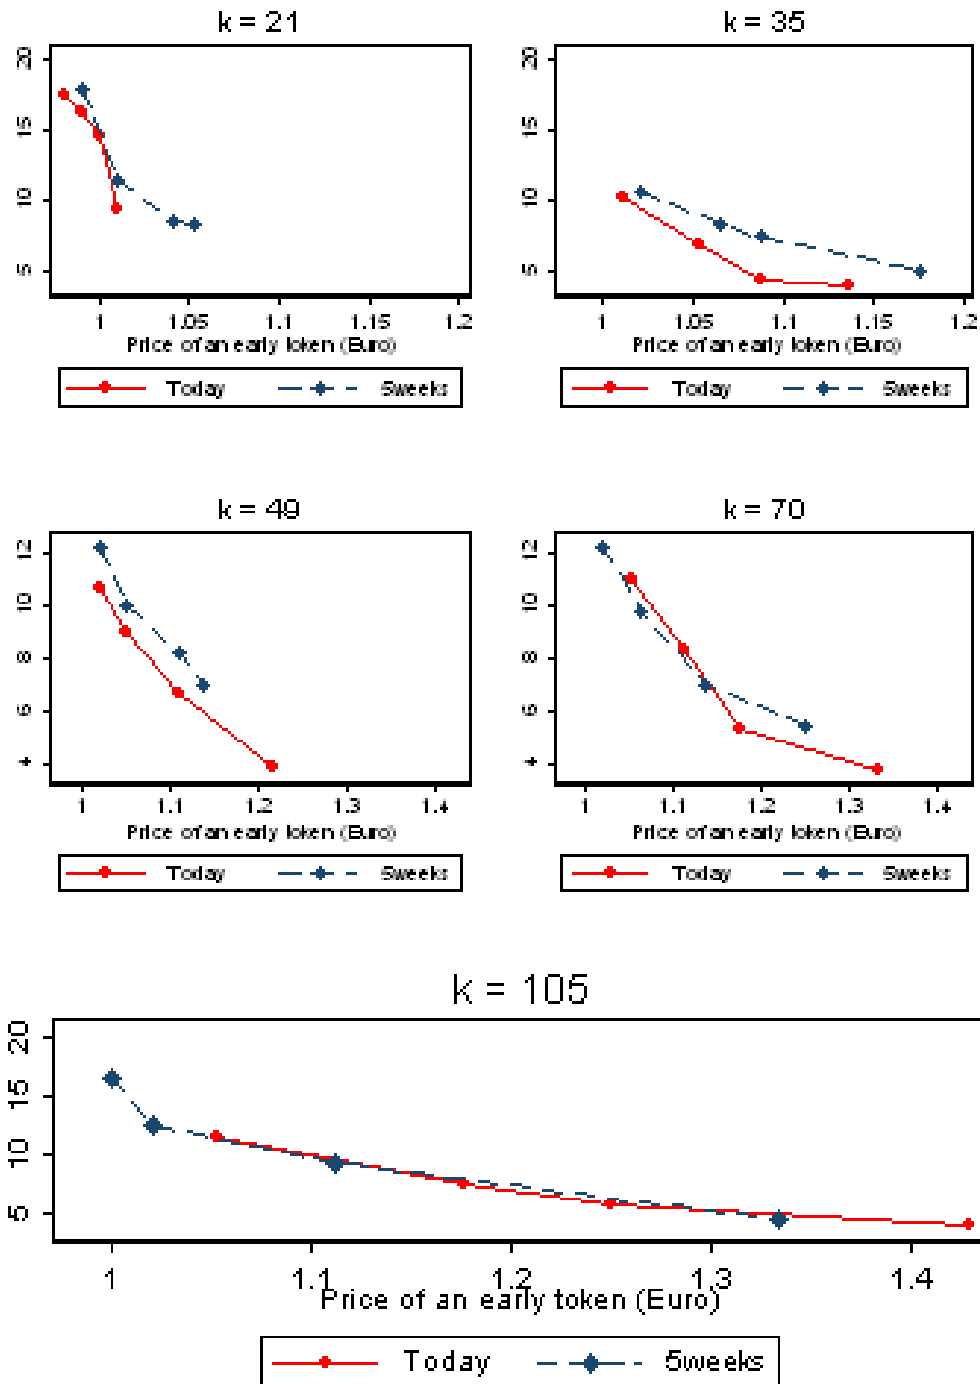 k = 21
20
15
10
5
1 1.05 1.1 1.15 1.2
Price of an early token (Euro)
Today 5weeks
k = 35
20
15
10
5
1 1.05 1.1 1.15 1.2
Price of an early token (Euro)
Today 5weeks
k = 49
12
10
8
6
4
1 1.1 1.2 1.3 1.4
Price of an early token (Euro)
Today 5weeks
k = 70
12
10
8
6
4
1 1.1 1.2 1.3 1.4
Price of an early token (Euro)
Today 5weeks
k = 105
20
15
10
5
1 1.1 1.2 1.3 1.4
Price of an early token (Euro)
Today 5weeks